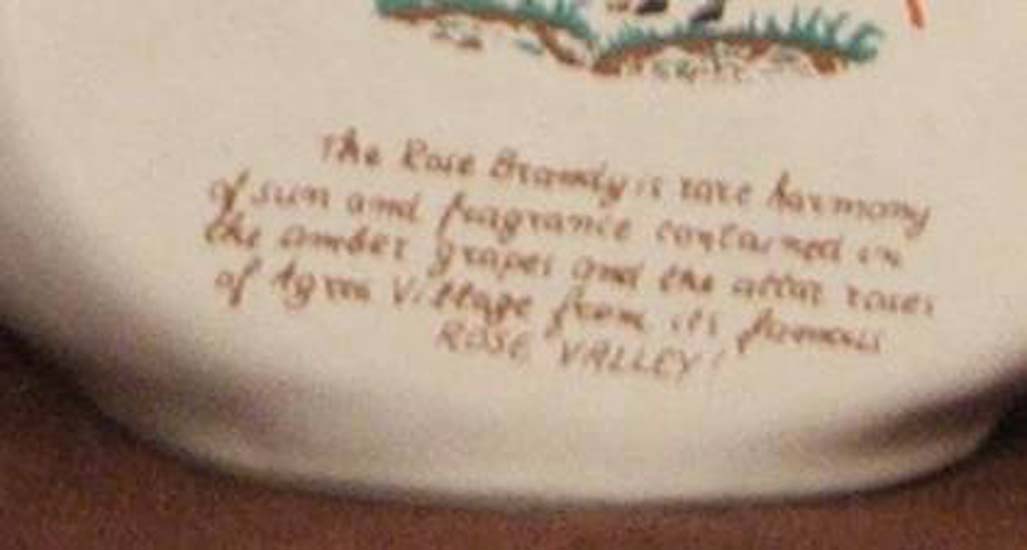 The Rose Brandy is rare harmony
of sun and fragrance contained in
the amber grapes and the attar roses
of Village from its famous
ROSE VALLEY!